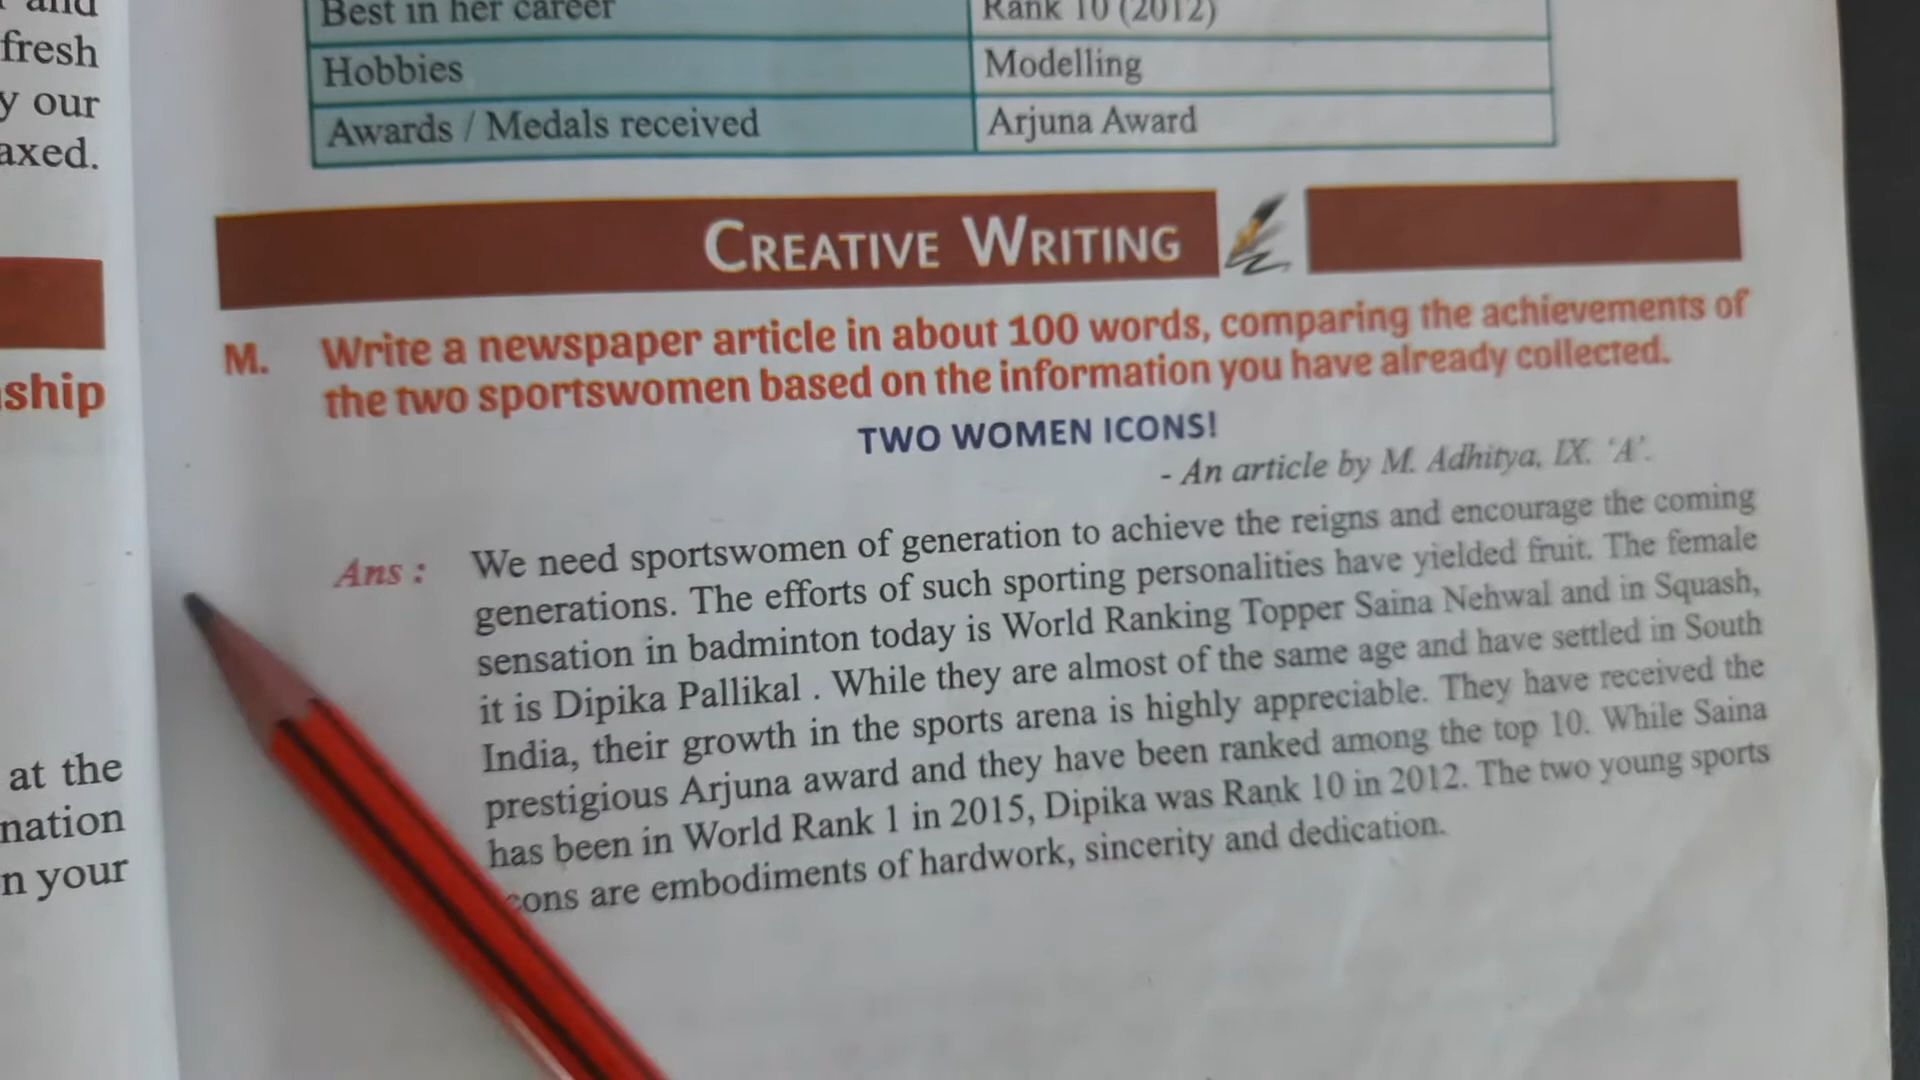 and
fresh
y our
axed.
ship
at the
nation
n your
Best in her career Rank 10 (2012)
Hobbies Modelling
Awards / Medals received Arjuna Award
CREATIVE WRITING
M. Write a newspaper article in about 100 words, comparing the achievements of
the two sportswomen based on the information you have already collected.
TWO WOMEN ICONS!
- An article by M. Adhitya, IX. 'A'.
Ans : We need sportswomen of generation to achieve the reigns and encourage the coming
generations. The efforts of such sporting personalities have yielded fruit. The female
sensation in badminton today is World Ranking Topper Saina Nehwal and in Squash,
it is Dipika Pallikal . While they are almost of the same age and have settled in South
India, their growth in the sports arena is highly appreciable. They have received the
prestigious Arjuna award and they have been ranked among the top 10. While Saina
has been in World Rank 1 in 2015, Dipika was Rank 10 in 2012. The two young sports
cons are embodiments of hardwork, sincerity and dedication.